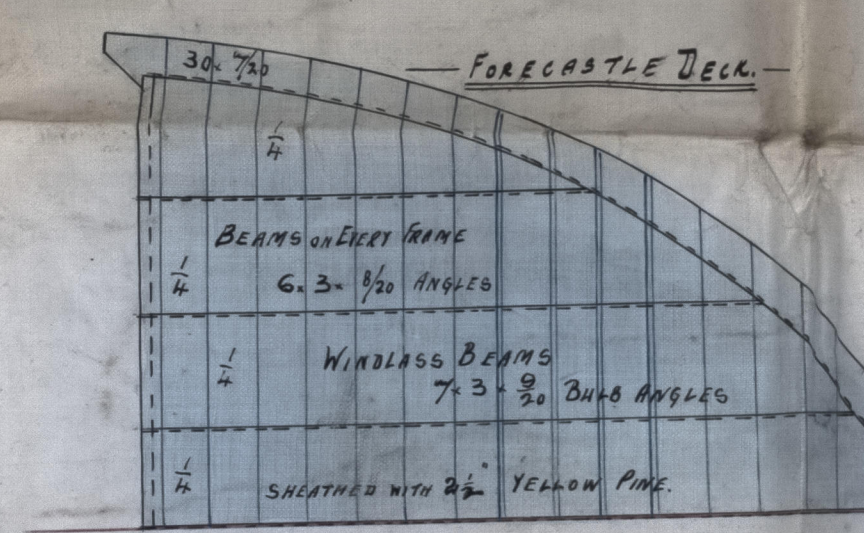 30 × 7/20
FORECASTLE DECK.
1/4
BEAMS ON EVERY FRAME
1/4
6 × 3 × 8/20 ANGLES
1/4
WINDLASS BEAMS
7 × 3 × 9/20 BULB ANGLES
1/4
SHEATHED WITH 2½" YELLOW PINE.